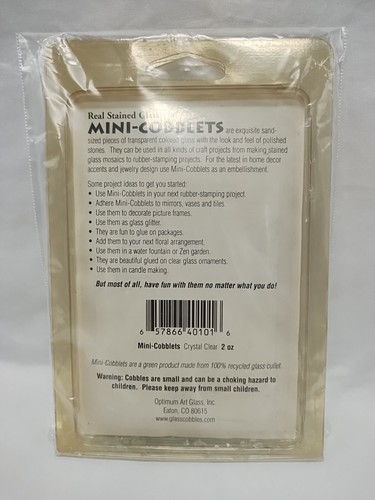 Real Stained Glass
MINI-COBBLETS are exquisite sand-
sized pieces of transparent colored glass with the look and feel of polished
stones. They can be used in all kinds of craft projects from making stained
glass mosaics to rubber-stamping projects. For the latest in home decor
accents and jewelry design use Mini-Cobblets as an embellishment.
Some project ideas to get you started:
• Use Mini-Cobblets in your next rubber-stamping project.
• Adhere Mini-Cobblets to mirrors, vases and tiles.
• Use them to decorate picture frames.
• Use them as glass glitter.
• They are fun to glue on packages.
• Add them to your next floral arrangement.
• Use them in a water fountain or Zen garden.
• They are beautiful glued on clear glass ornaments.
• Use them in candle making.
But most of all, have fun with them no matter what you do!
6 57866 40101 6
Mini-Cobblets Crystal Clear 2 oz
Mini-Cobblets are a green product made from 100% recycled glass cullet
Warning: Cobbles are small and can be a choking hazard to
children. Please keep away from small children.
Optimum Art Glass, Inc.
Eaton, CO 80615
www.glasscobbles.com